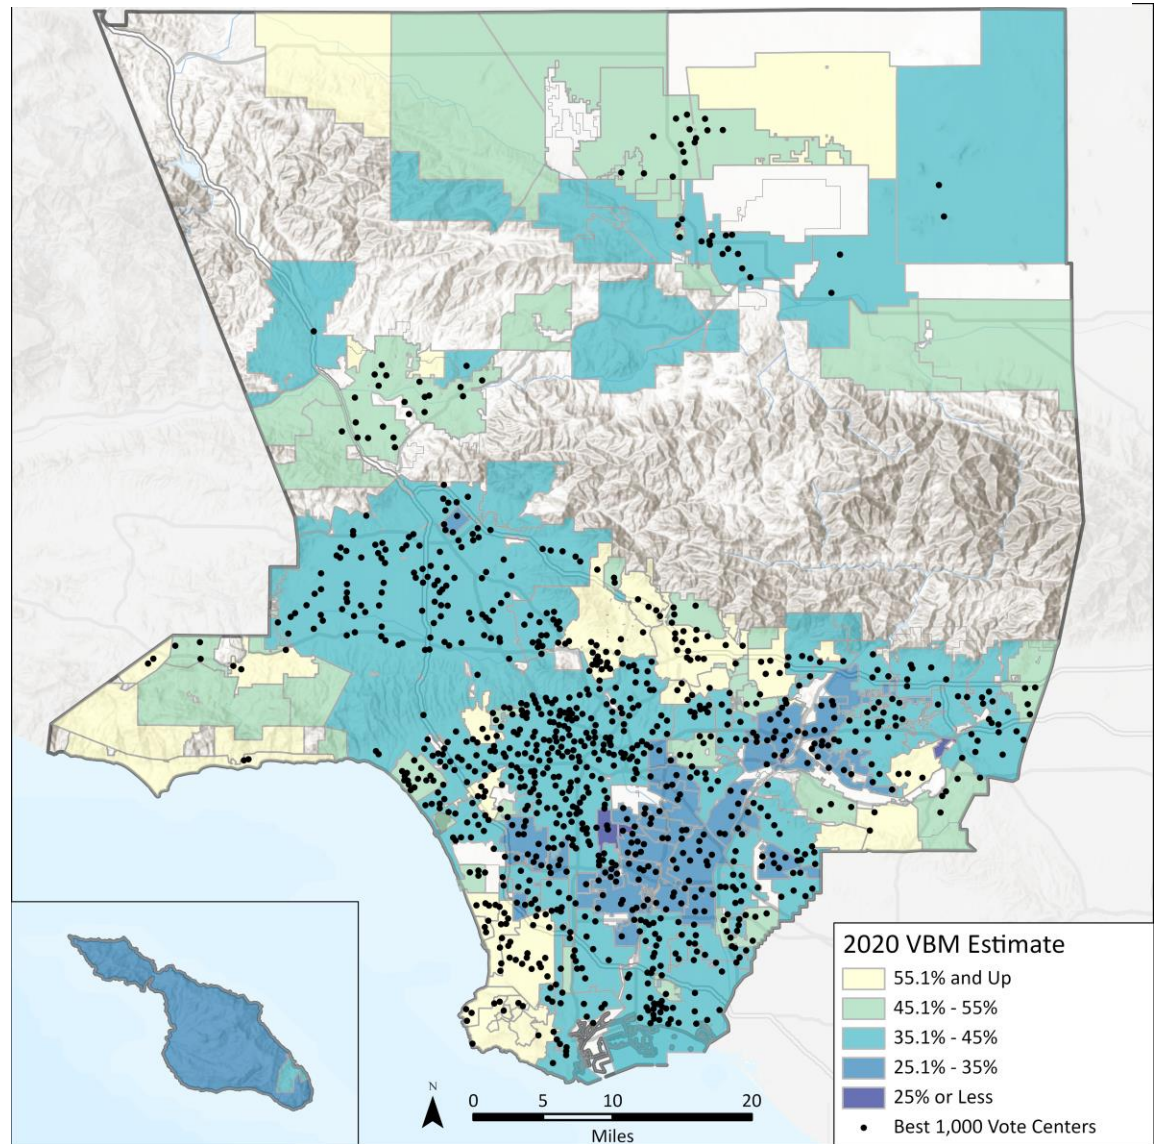 2020 VBM Estimate
55.1% and Up
45.1% - 55%
35.1% - 45%
25.1% - 35%
25% or Less
Best 1,000 Vote Centers
N
0 5 10 20
Miles